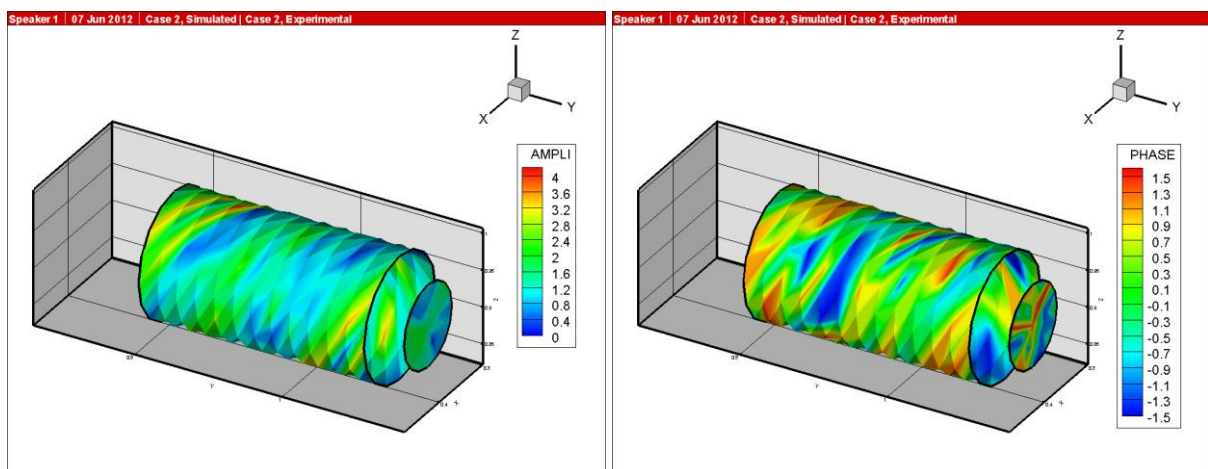 Speaker 1 | 07 Jun 2012 | Case 2, Simulated | Case 2, Experimental
Z
X
Y
AMPLI
4
3.6
3.2
2.8
2.4
2
1.6
1.2
0.8
0.4
0
Speaker 1 | 07 Jun 2012 | Case 2, Simulated | Case 2, Experimental
Z
X
Y
PHASE
1.5
1.3
1.1
0.9
0.7
0.5
0.3
0.1
-0.1
-0.3
-0.5
-0.7
-0.9
-1.1
-1.3
-1.5